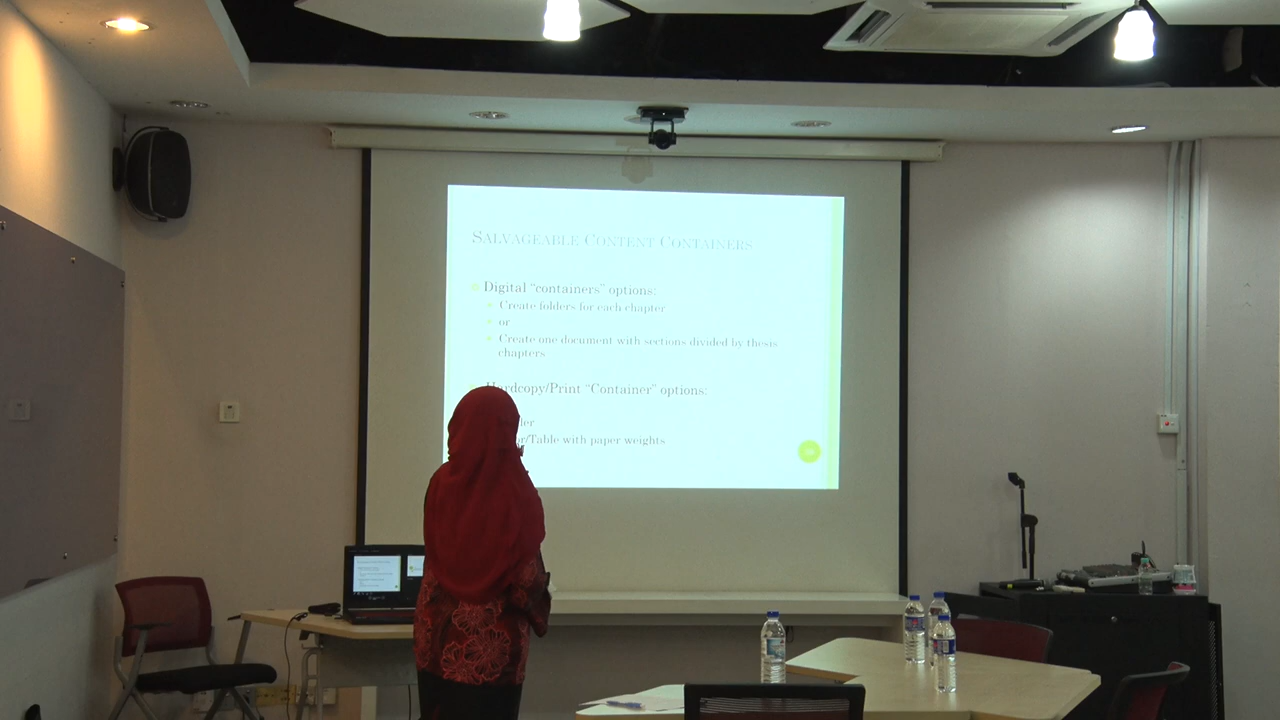 SALVAGEABLE CONTENT CONTAINERS
Digital "containers" options:
Create folders for each chapter
or
Create one document with sections divided by thesis
chapters
Hardcopy/Print "Container" options:
/Table with paper weights